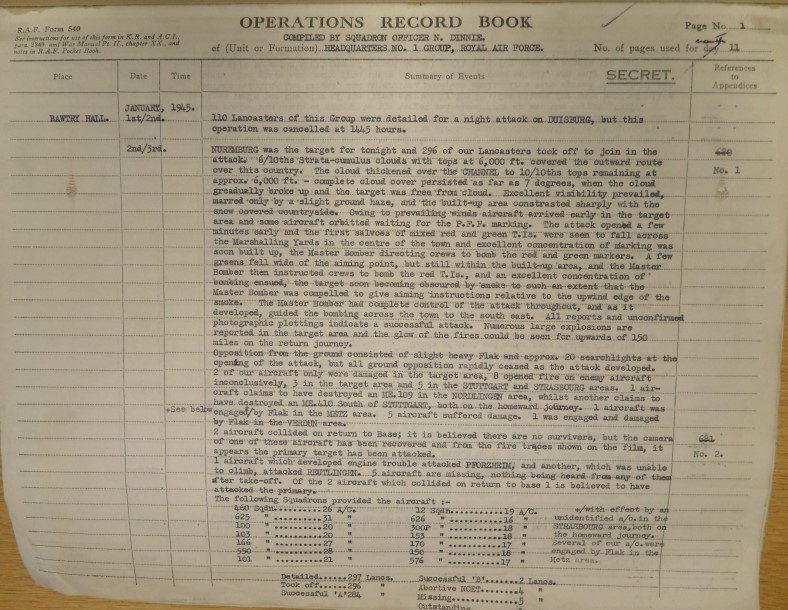 OPERATIONS RECORD BOOK
R.A.F. Form 540
See instructions for use of this form in K.R. and A.C.I.,
para. 2349 and War Manual Pt. II., chapter XX., and
notes in R.A.F. Pocket Book.
COMPILED BY SQUADRON OFFICER N. DINNIE.
of (Unit or Formation) HEADQUARTERS NO. 1 GROUP, ROYAL AIR FORCE.
Page No. 1
No. of pages used for day month 11
Place
Date
Time
Summary of Events
SECRET.
References to Appendices
BAWTRY HALL.
JANUARY, 1945.
1st/2nd.
110 Lancasters of this Group were detailed for a night attack on DUISBURG, but this
operation was cancelled at 1445 hours.
2nd/3rd.
NUREMBURG was the target for tonight and 296 of our Lancasters took off to join in the
attack. 6/10ths Strata-cumulus clouds with tops at 6,000 ft. covered the outward route
over this country. The cloud thickened over the CHANNEL to 10/10ths tops remaining at
approx. 6,000 ft. - complete cloud cover persisted as far as 7 degrees, when the cloud
greadually broke up and the target was free from cloud. Excellent visibility prevailed,
marred only by a slight ground haze, and the built-up area constrasted sharply with the
snow covered countryside. Owing to prevailing winds aircraft arrived early in the target
area and some aircraft orbitted waiting for the P.F.F. marking. The attack opened a few
minutes early and the first salvoes of mixed red and green T.Is. were seen to fall across
the Marshalling Yards in the centre of the town and excellent concentration of marking was
soon built up, the Master Bomber directing crews to bomb the red and green markers. A few
greens fell wide of the aiming point, but still within the built-up area, and the Master
Bomber then instructed crews to bomb the red T.Is., and an excellent concentration of
bombing ensued, the target soon becoming obscured by smoke to such an extent that the
Master Bomber was compelled to give aiming instructions relative to the upwind edge of the
smoke. The Master Bomber had complete control of the attack throughout, and as it
developed, guided the bombing across the town to the south east. All reports and unconfirmed
photographic plottings indicate a successful attack. Numerous large explosions are
reported in the target area and the glow of the fires could be seen for upwards of 150
miles on the return journey.
Opposition from the ground consisted of slight heavy Flak and approx. 20 searchlights at the
opening of the attack, but all ground opposition rapidly ceased as the attack developed.
2 of our aircraft only were damaged in the target area, 8 opened fire on enemy aircraft
inconclusively, 3 in the target area and 5 in the STUTTGART and STRASBOURG areas. 1 air-
craft claims to have destroyed an ME.109 in the NORDLINGEN area, whilst another claims to
have destroyed an ME.410 South of STUTTGART, both on the homeward journey. 1 aircraft was
+See below
engaged/by Flak in the METZ area. 5 aircraft suffered damage. 1 was engaged and damaged
by Flak in the VERDUN area.
2 aircraft collided on return to Base; it is believed there are no survivors, but the camera
of one of these aircraft has been recovered and from the fire traces shown on the film, it
appears the primary target has been attacked.
1 aircraft which developed engine trouble attacked PFORZHEIM, and another, which was unable
to climb, attacked REUTLINGEN. 5 aircraft are missing, nothing being heard from any of them
after take-off. Of the 2 aircraft which collided on return to base 1 is believed to have
attacked the primary.
680
No. 1
681
No. 2.
The following Squadrons provided the aircraft :-
460 Sqdn.......26 A/C. 12 Sqdn........19 A/C.
625 " .......31 " 626 " ........16 "
100 " .......20 " 300P " ........18 "
103 " .......20 " 153 " ........18 "
166 " .......27 " 170 " ........17 "
550 " .......28 " 150 " ........18 "
101 " .......21 " 576 " ........17 "
+/with effect by an
unidentified a/c. in the
STRASBOURG area, both on
the homeward journey.
Several of our a/c. were
engaged by Flak in the
Metz area.
Detailed......297 Lancs. Successful 'B'.....2 Lancs.
Took off......296 " Abortive NOET......4 "
Successful 'A'284 " Missing............5 "
Outstanding